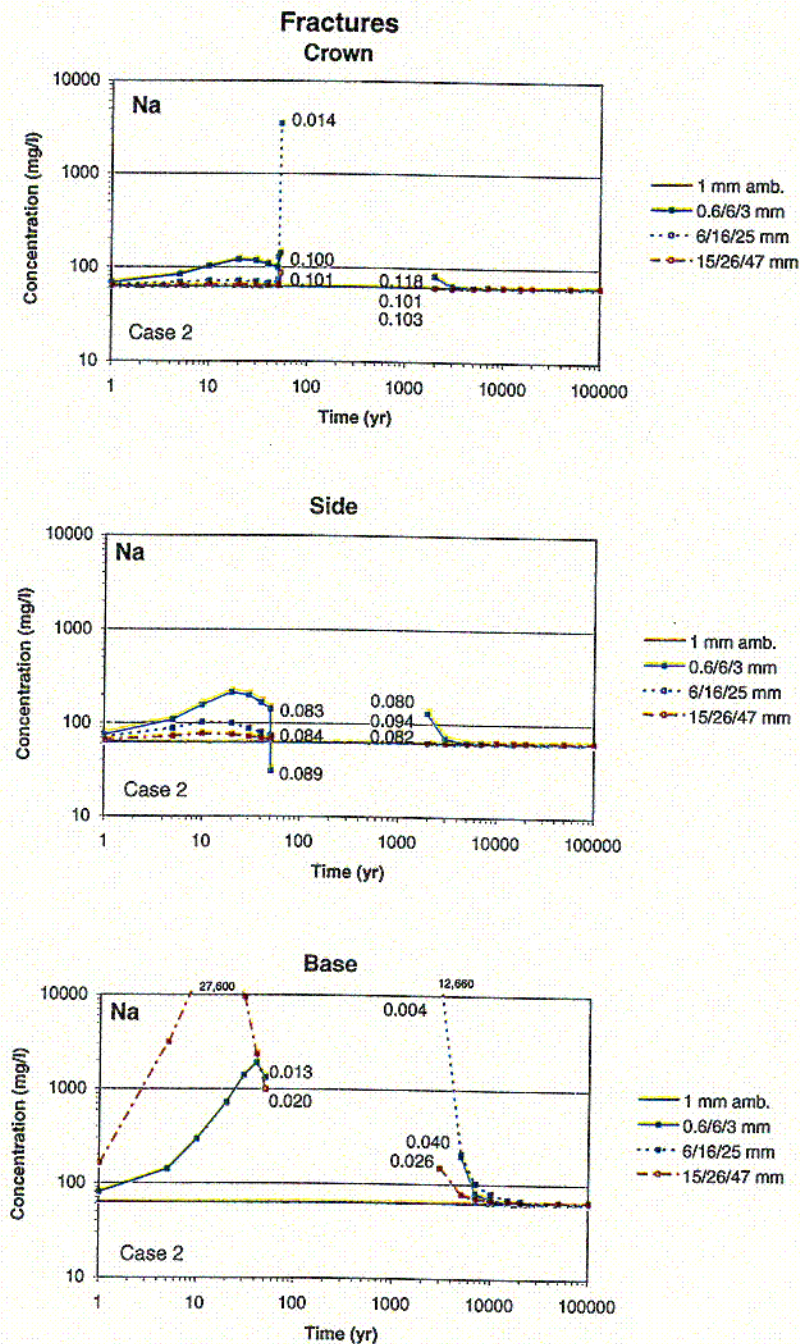 Fractures
Crown
10000
Na
0.014
1000
1 mm amb.
0.6/6/3 mm
6/16/25 mm
15/26/47 mm
Concentration (mg/l)
100
0.100
0.101
0.118
0.101
0.103
Case 2
10
1
10
100
1000
10000
100000
Time (yr)
Side
10000
Na
1000
1 mm amb.
0.6/6/3 mm
6/16/25 mm
15/26/47 mm
Concentration (mg/l)
100
0.083
0.084
0.089
0.080
0.094
0.082
Case 2
10
1
10
100
1000
10000
100000
Time (yr)
Base
27,600
12,660
10000
Na
0.004
1000
0.013
0.020
1 mm amb.
0.6/6/3 mm
6/16/25 mm
15/26/47 mm
Concentration (mg/l)
0.040
0.026
100
Case 2
10
1
10
100
1000
10000
100000
Time (yr)